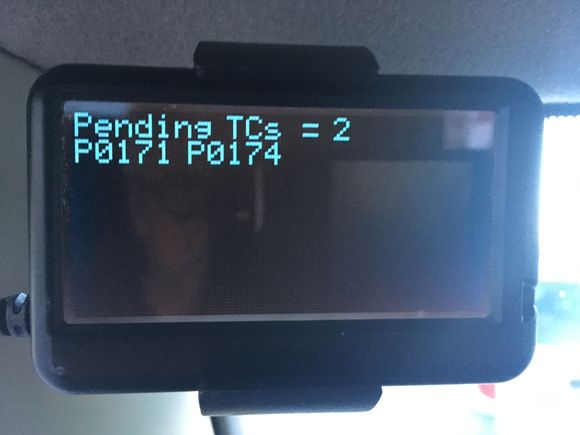 Pending TCs = 2
P0171 P0174